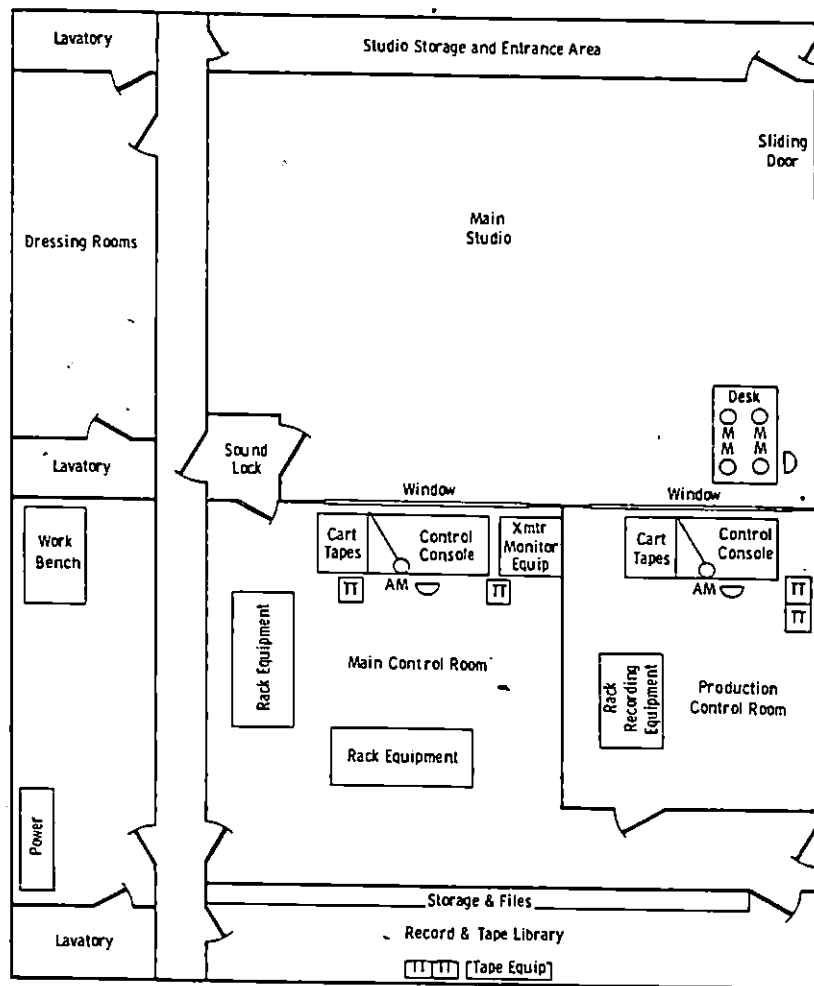 Lavatory
Studio Storage and Entrance Area
Sliding
Door
Main
Studio
Dressing Rooms
Desk
M M
M M
Sound
Lock
Lavatory
Window
Window
Work
Bench
Cart
Tapes
Control
Console
Xmtr
Monitor
Equip
Cart
Tapes
Control
Console
TT
AM
TT
AM
TT
TT
Rack Equipment
Main Control Room
Rack
Recording
Equipment
Production
Control Room
Rack Equipment
Power
Storage & Files
Lavatory
Record & Tape Library
TT TT Tape Equip